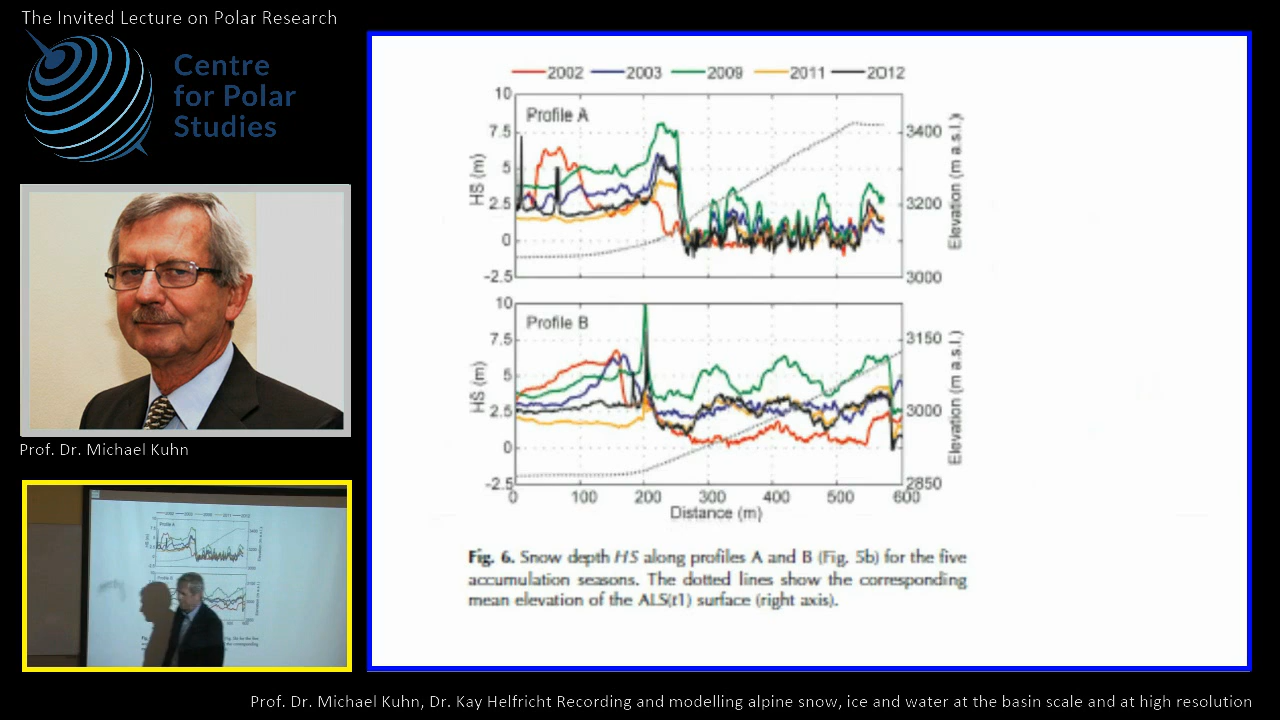 The Invited Lecture on Polar Research
Centre
for Polar
Studies
Prof. Dr. Michael Kuhn
2002 2003 2009 2011 2012
Profile A
10
7.5
5
2.5
0
-2.5
HS (m)
3400
3200
3000
Elevation (m a.s.l.)
Profile B
10
7.5
5
2.5
0
-2.5
HS (m)
3150
3000
2850
Elevation (m a.s.l.)
0 100 200 300 400 500 600
Distance (m)
Fig. 6. Snow depth HS along profiles A and B (Fig. 5b) for the five
accumulation seasons. The dotted lines show the corresponding
mean elevation of the ALS(t1) surface (right axis).
Prof. Dr. Michael Kuhn, Dr. Kay Helfricht Recording and modelling alpine snow, ice and water at the basin scale and at high resolution